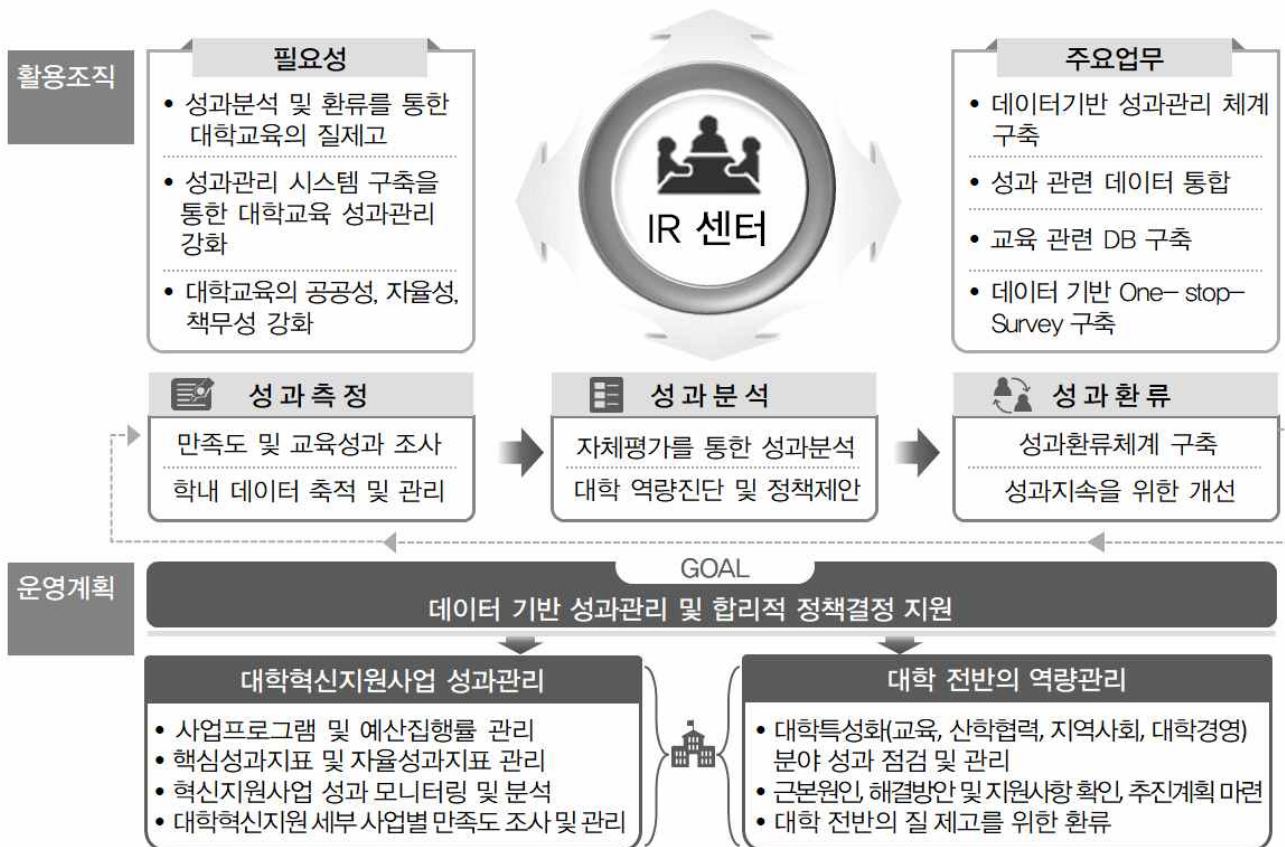 활용조직
필요성
• 성과분석 및 환류를 통한
대학교육의 질제고
• 성과관리 시스템 구축을
통한 대학교육 성과관리
강화
• 대학교육의 공공성, 자율성,
책무성 강화
IR 센터
주요업무
• 데이터기반 성과관리 체계
구축
• 성과 관련 데이터 통합
• 교육 관련 DB 구축
• 데이터 기반 One- stop-
Survey 구축
성과측정
만족도 및 교육성과 조사
학내 데이터 축적 및 관리
성과분석
자체평가를 통한 성과분석
대학 역량진단 및 정책제안
성과환류
성과환류체계 구축
성과지속을 위한 개선
운영계획
GOAL
데이터 기반 성과관리 및 합리적 정책결정 지원
대학혁신지원사업 성과관리
• 사업프로그램 및 예산집행률 관리
• 핵심성과지표 및 자율성과지표 관리
• 혁신지원사업 성과 모니터링 및 분석
• 대학혁신지원 세부 사업별 만족도 조사 및 관리
대학 전반의 역량관리
• 대학특성화(교육, 산학협력, 지역사회, 대학경영)
분야 성과 점검 및 관리
• 근본원인, 해결방안 및 지원사항 확인, 추진계획 마련
• 대학 전반의 질 제고를 위한 환류